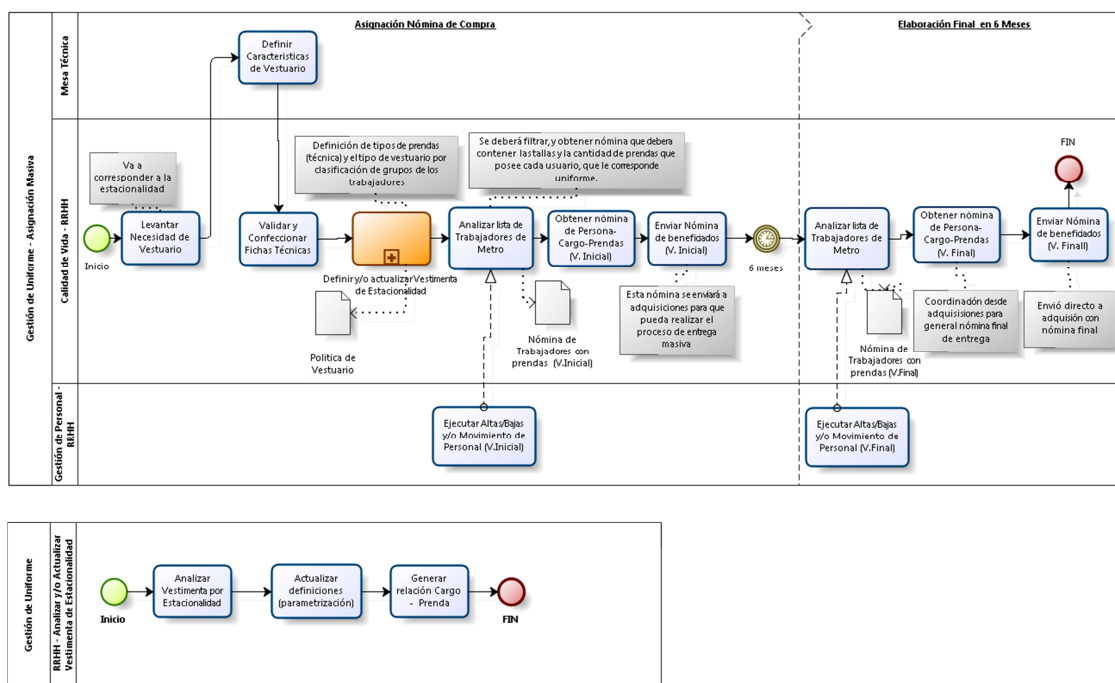 Asignación Nómina de Compra
Elaboración Final en 6 Meses
Gestión de Uniforme - Asignación Masiva
Mesa Técnica
Definir
Caracteristicas
de Vestuario
Calidad de Vida - RRHH
Va a
corresponder a la
estacionalidad
Inicio
Levantar
Necesidad de
Vestuario
Validar y
Confeccionar
Fichas Técnicas
Definición de tipos de prendas
(técnica) y el tipo de vestuario por
clasificación de grupos de los
trabajadores
Definir y/o actualizar Vestimenta
de Estacionalidad
Politica de
Vestuario
Se deberá filtrar, y obtener nómina que debera
contener las tallas y la cantidad de prendas que
posee cada usuario, que le corresponde
uniforme.
Analizar lista de
Trabajadores de
Metro
Nómina de
Trabajadores con
prendas (V.Inicial)
Obtener nómina
de Persona-
Cargo-Prendas
(V. Inicial)
Enviar Nómina
de benefidados
(V. Inicial)
Esta nómina se enviará a
adquisiciones para que
pueda realizar el
proceso de entrega
masiva
6 meses
Analizar lista de
Trabajadores de
Metro
Nómina de
Trabajadores con
prendas (V.Final)
Obtener nómina
de Persona-
Cargo-Prendas
(V. Final)
Coordinación desde
adquisisiones para
general nómina final
de entrega
Enviar Nómina
de benefidados
(V. Finall)
Envió directo a
adquisión con
nómina final
FIN
Gestión de Personal -
RRHH
Ejecutar Altas/Bajas
y/o Movimiento de
Personal (V.Inicial)
Ejecutar Altas/Bajas
y/o Movimiento de
Personal (V.Final)
Gestión de Uniforme
RRHH - Analizar y/o Actualizar
Vestimenta de Estacionalidad
Inicio
Analizar
Vestimenta por
Estacionalidad
Actualizar
definiciones
(parametrización)
Generar
relación Cargo
- Prenda
FIN